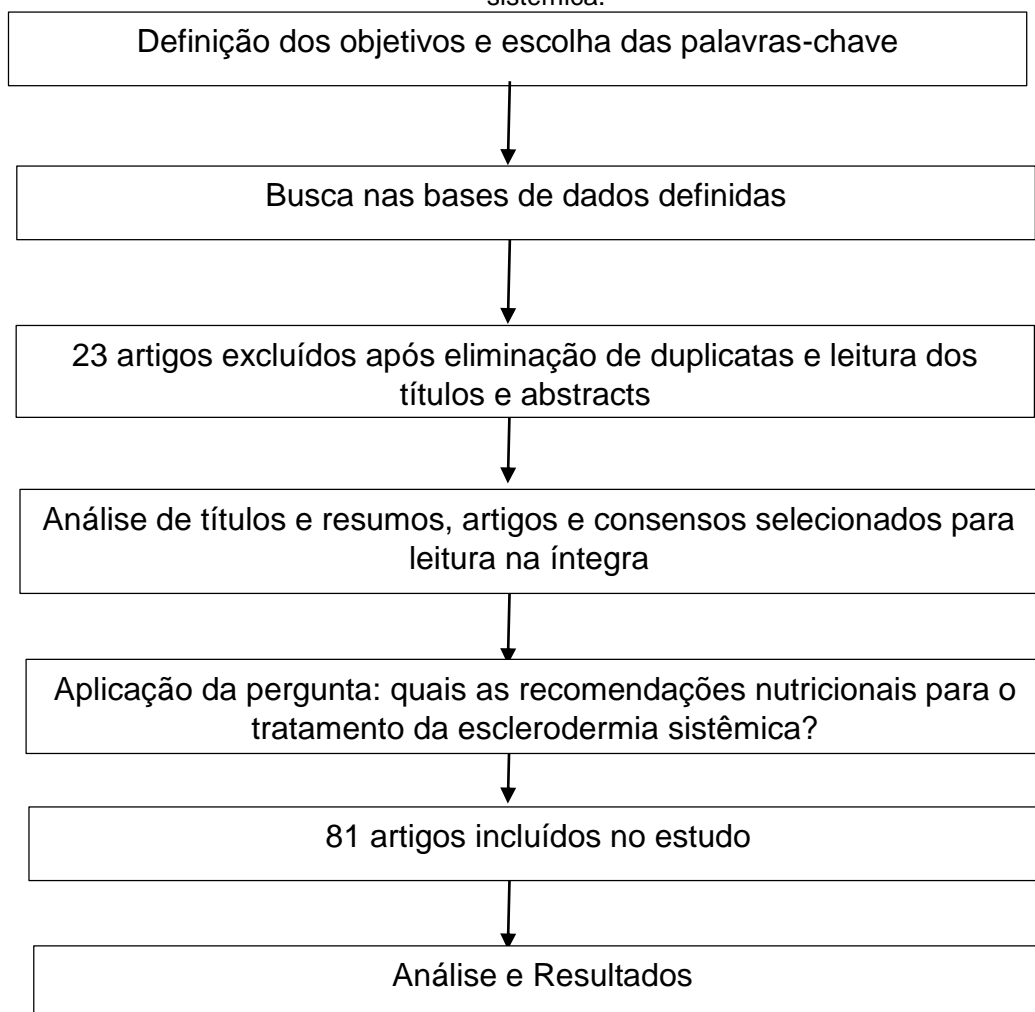 sistêmica.
Definição dos objetivos e escolha das palavras-chave
Busca nas bases de dados definidas
23 artigos excluídos após eliminação de duplicatas e leitura dos
títulos e abstracts
Análise de títulos e resumos, artigos e consensos selecionados para
leitura na íntegra
Aplicação da pergunta: quais as recomendações nutricionais para o
tratamento da esclerodermia sistêmica?
81 artigos incluídos no estudo
Análise e Resultados